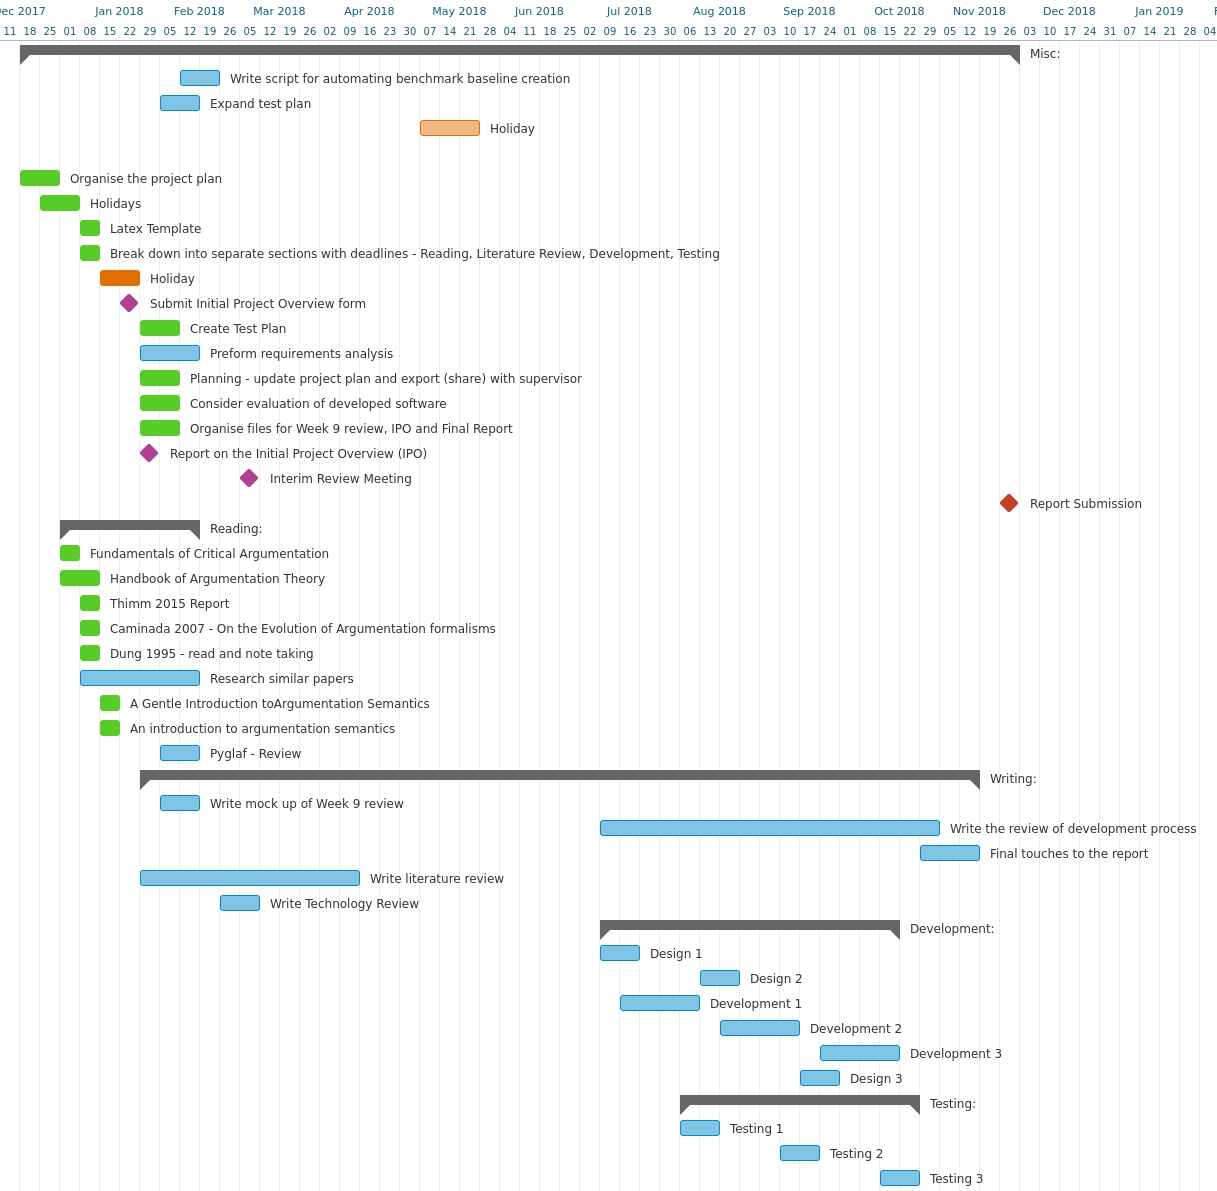 Dec 2017 Jan 2018 Feb 2018 Mar 2018 Apr 2018 May 2018 Jun 2018 Jul 2018 Aug 2018 Sep 2018 Oct 2018 Nov 2018 Dec 2018 Jan 2019 F
11 18 25 01 08 15 22 29 05 12 19 26 05 12 19 26 02 09 16 23 30 07 14 21 28 04 11 18 25 02 09 16 23 30 06 13 20 27 03 10 17 24 01 08 15 22 29 05 12 19 26 03 10 17 24 31 07 14 21 28 04
Misc:
Write script for automating benchmark baseline creation
Expand test plan
Holiday
Organise the project plan
Holidays
Latex Template
Break down into separate sections with deadlines - Reading, Literature Review, Development, Testing
Holiday
Submit Initial Project Overview form
Create Test Plan
Preform requirements analysis
Planning - update project plan and export (share) with supervisor
Consider evaluation of developed software
Organise files for Week 9 review, IPO and Final Report
Report on the Initial Project Overview (IPO)
Interim Review Meeting
Report Submission
Reading:
Fundamentals of Critical Argumentation
Handbook of Argumentation Theory
Thimm 2015 Report
Caminada 2007 - On the Evolution of Argumentation formalisms
Dung 1995 - read and note taking
Research similar papers
A Gentle Introduction toArgumentation Semantics
An introduction to argumentation semantics
Pyglaf - Review
Writing:
Write mock up of Week 9 review
Write the review of development process
Final touches to the report
Write literature review
Write Technology Review
Development:
Design 1
Design 2
Development 1
Development 2
Development 3
Design 3
Testing:
Testing 1
Testing 2
Testing 3